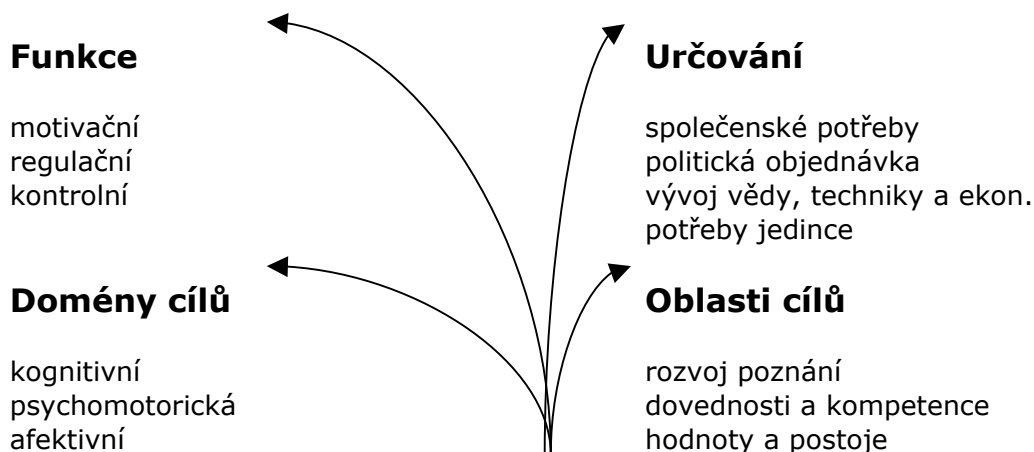 Funkce
motivační
regulační
kontrolní
Určování
společenské potřeby
politická objednávka
vývoj vědy, techniky a ekon.
potřeby jedince
Domény cílů
kognitivní
psychomotorická
afektivní
Oblasti cílů
rozvoj poznání
dovednosti a kompetence
hodnoty a postoje